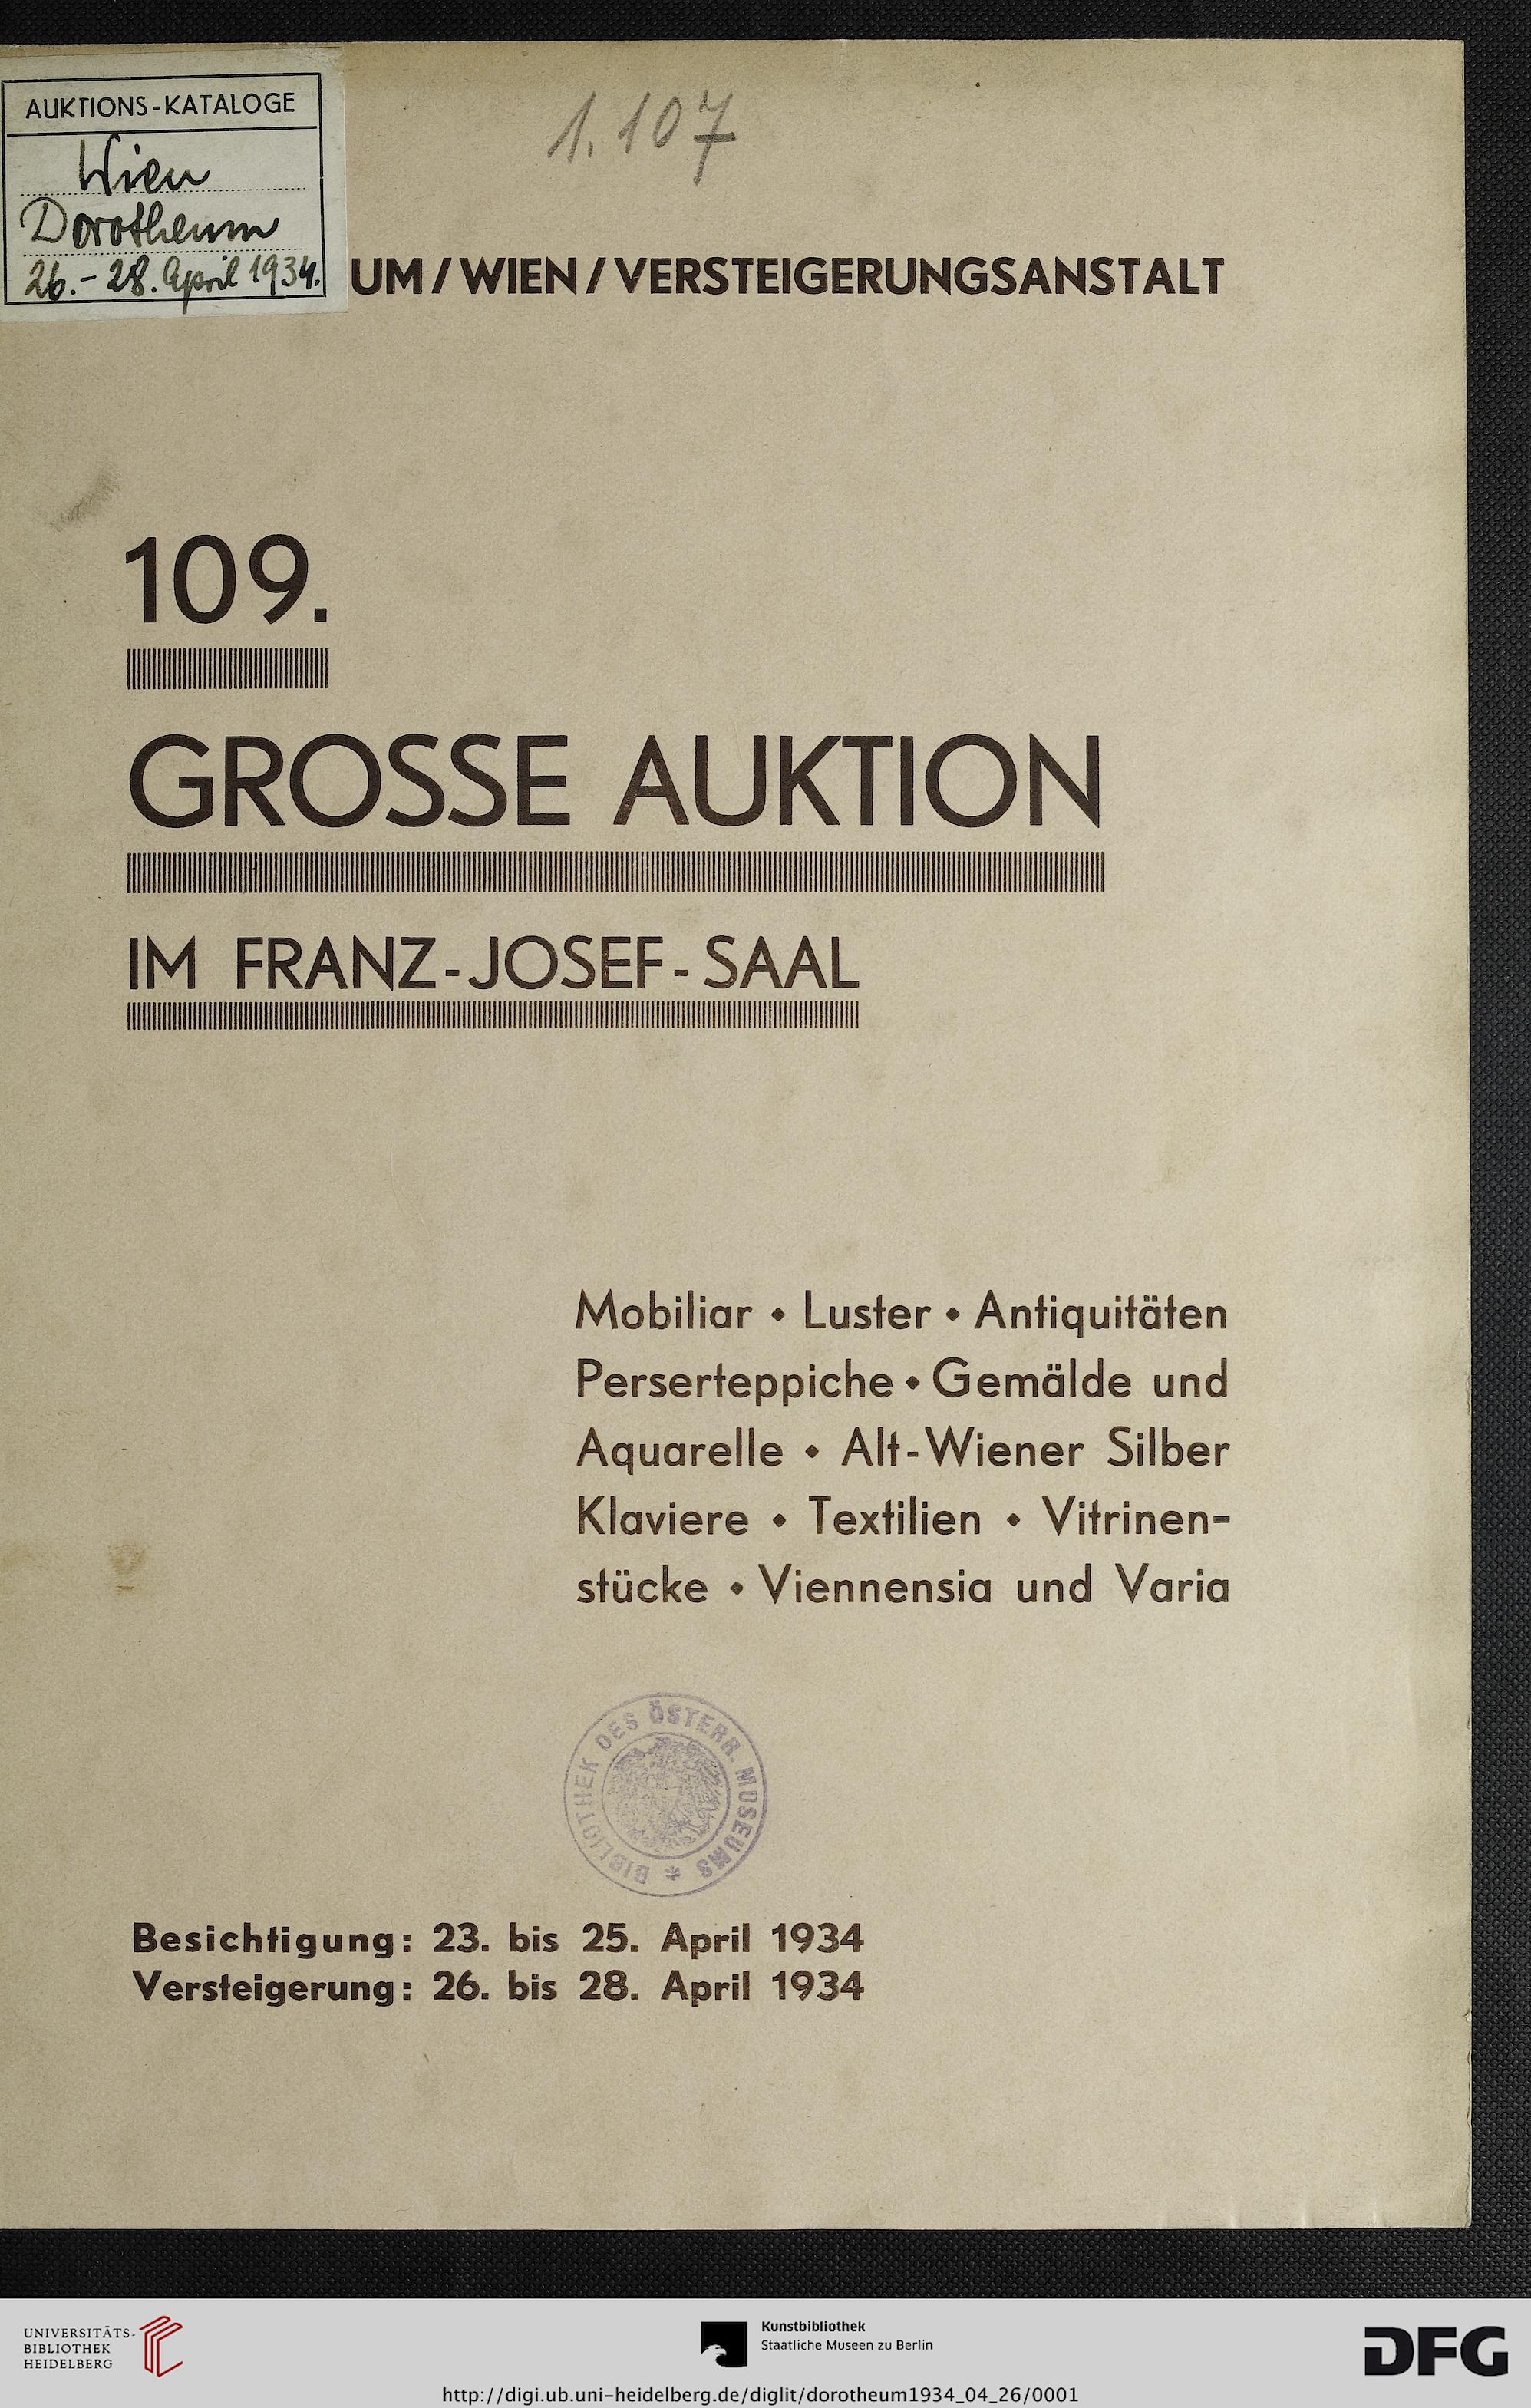 AUKTIONS-KATALOGE
Wien
Dorotheum
26.-28. April 1934.
1.107
UM / WIEN / VERSTEIGERUNGSANSTALT
109.
GROSSE AUKTION
IM FRANZ-JOSEF-SAAL
Mobiliar • Luster • Antiquitäten
Perserteppiche • Gemälde und
Aquarelle • Alt-Wiener Silber
Klaviere • Textilien • Vitrinen-
stücke • Viennensia und Varia
BIBLIOTHEK DES ÖSTERR. MUSEUMS *
Besichtigung: 23. bis 25. April 1934
Versteigerung: 26. bis 28. April 1934
UNIVERSITÄTS-
BIBLIOTHEK
HEIDELBERG
Kunstbibliothek
Staatliche Museen zu Berlin
DFG
http://digi.ub.uni-heidelberg.de/diglit/dorotheum1934_04_26/0001